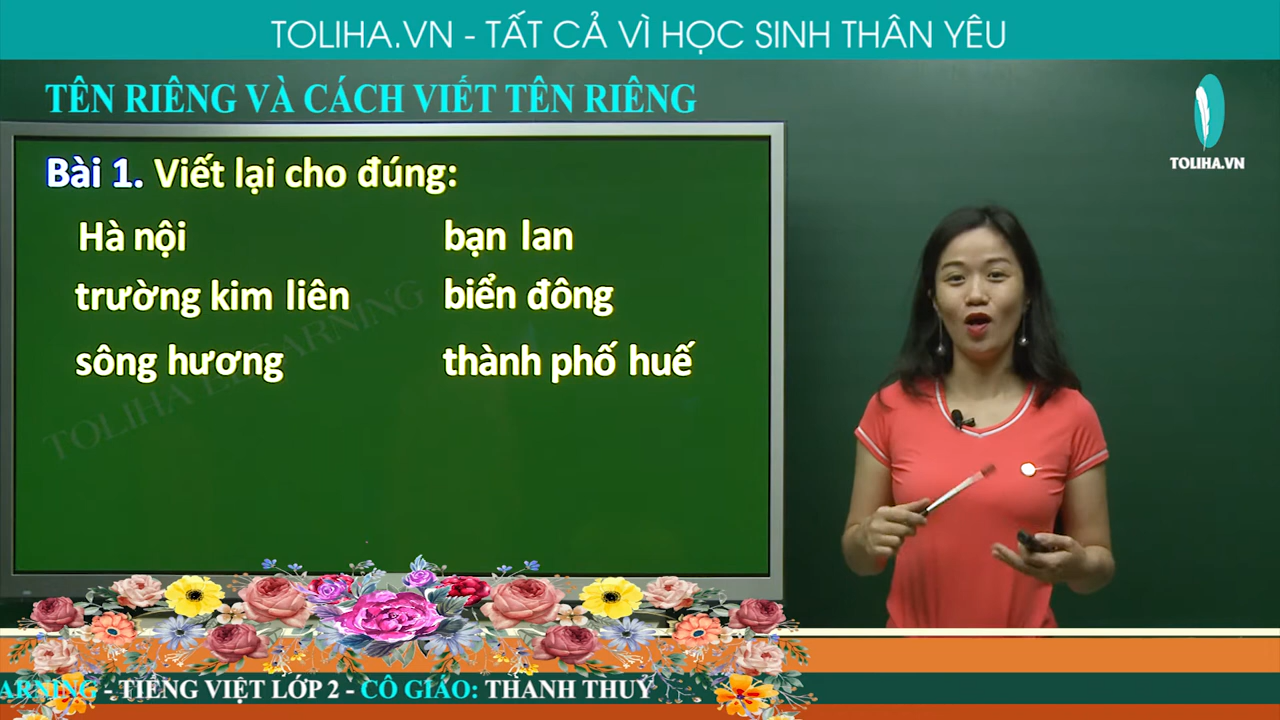 TOLIHA.VN - TẤT CẢ VÌ HỌC SINH THÂN YÊU
TÊN RIÊNG VÀ CÁCH VIẾT TÊN RIÊNG
TOLIHA.VN
Bài 1. Viết lại cho đúng:
Hà nội
bạn lan
trường kim liên
biển đông
sông hương
thành phố huế
TOLIHA ELEARNING
ARNING - TIẾNG VIỆT LỚP 2 - CÔ GIÁO: THANH THUỶ